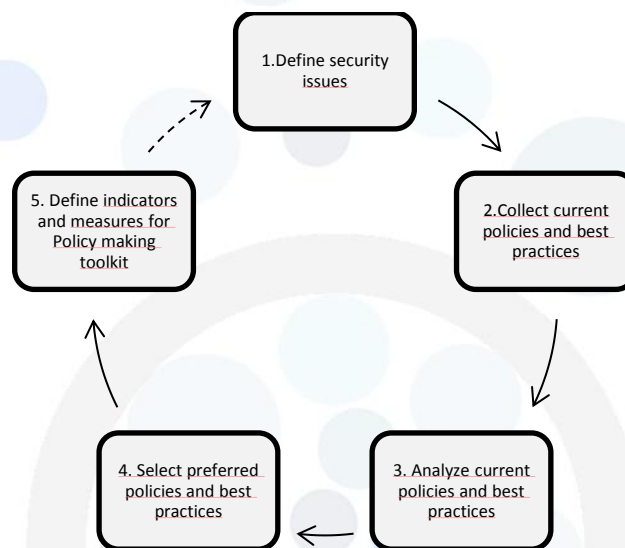 1.Define security
issues
2.Collect current
policies and best
practices
3. Analyze current
policies and best
practices
4. Select preferred
policies and best
practices
5. Define indicators
and measures for
Policy making
toolkit